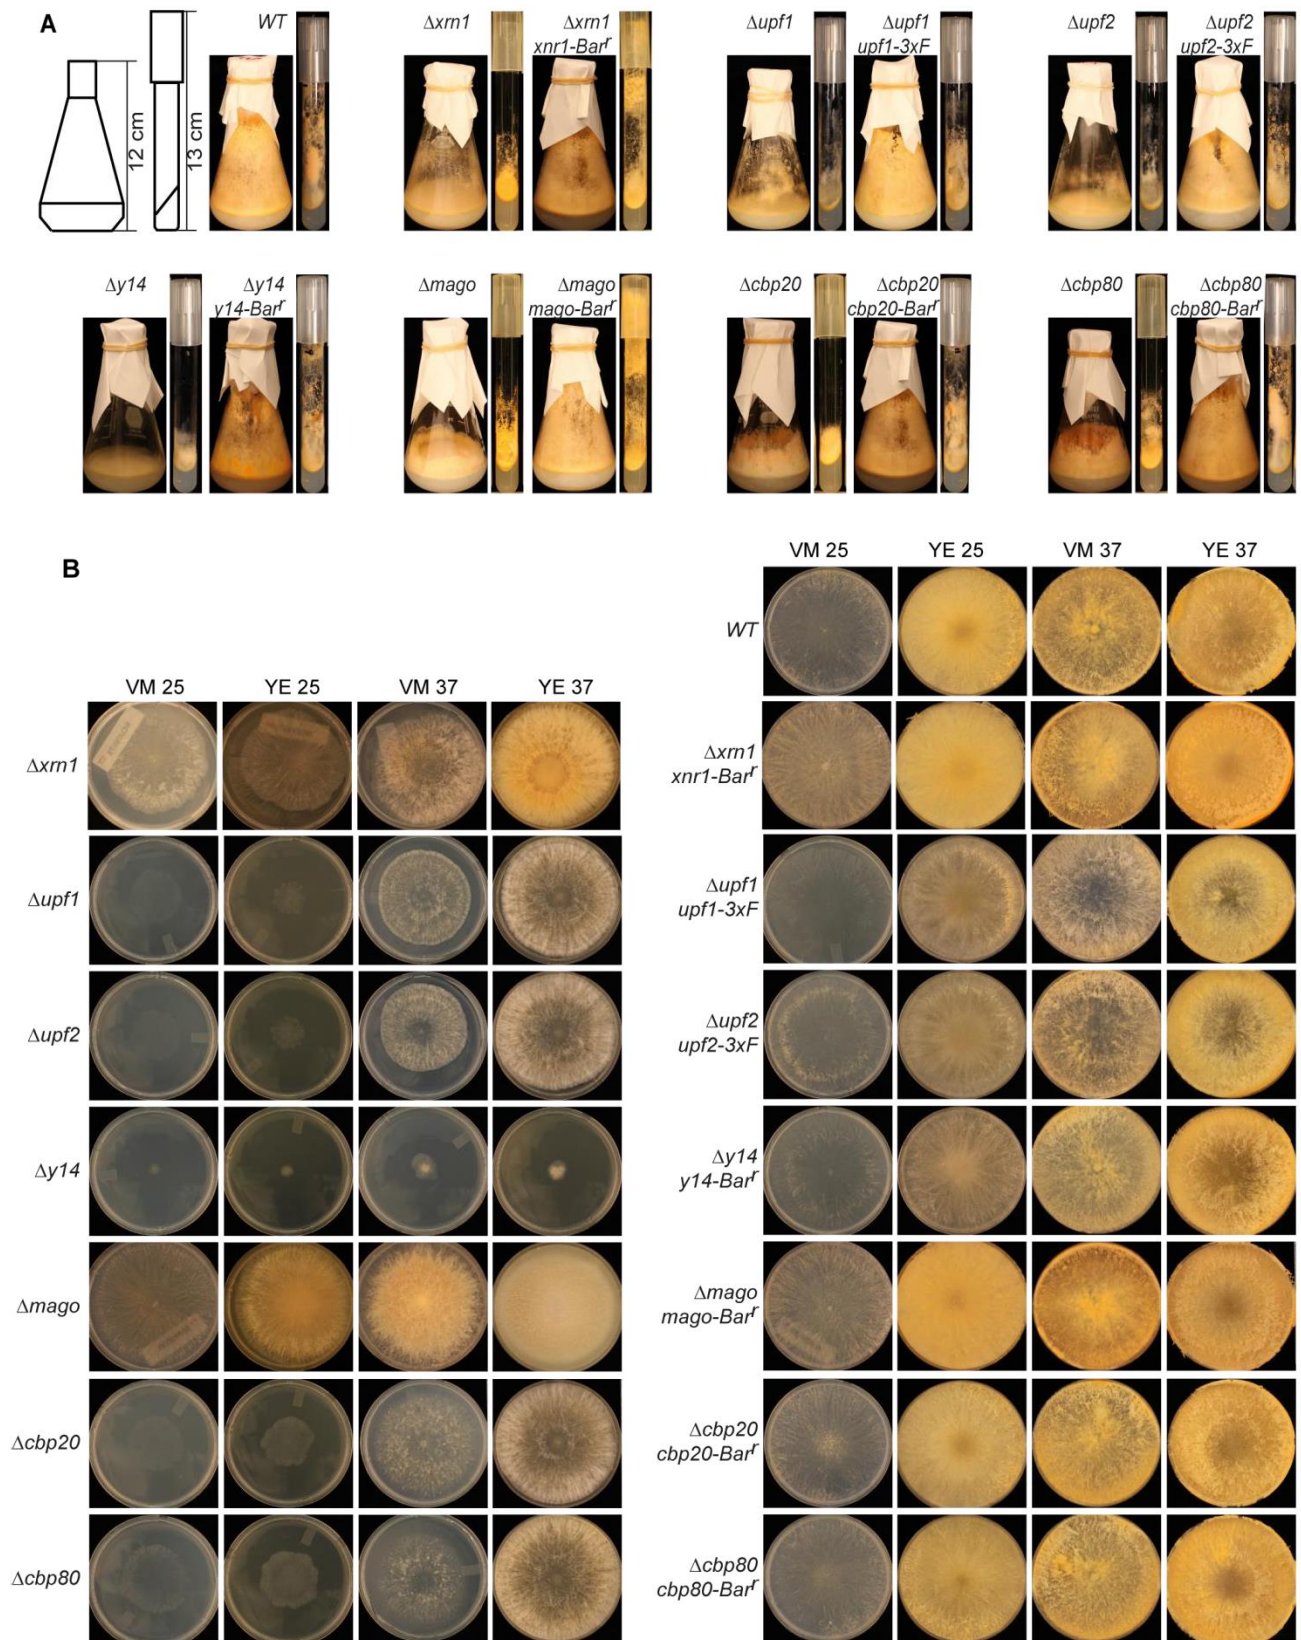 A
12 cm
13 cm
WT
Δxrn1
Δxrn1
xnr1-Barʳ
Δupf1
Δupf1
upf1-3xF
Δupf2
Δupf2
upf2-3xF
Δy14
Δy14
y14-Barʳ
Δmago
Δmago
mago-Barʳ
Δcbp20
Δcbp20
cbp20-Barʳ
Δcbp80
Δcbp80
cbp80-Barʳ
B
VM 25 YE 25 VM 37 YE 37
Δxrn1
Δupf1
Δupf2
Δy14
Δmago
Δcbp20
Δcbp80
VM 25 YE 25 VM 37 YE 37
WT
Δxrn1
xnr1-Barʳ
Δupf1
upf1-3xF
Δupf2
upf2-3xF
Δy14
y14-Barʳ
Δmago
mago-Barʳ
Δcbp20
cbp20-Barʳ
Δcbp80
cbp80-Barʳ